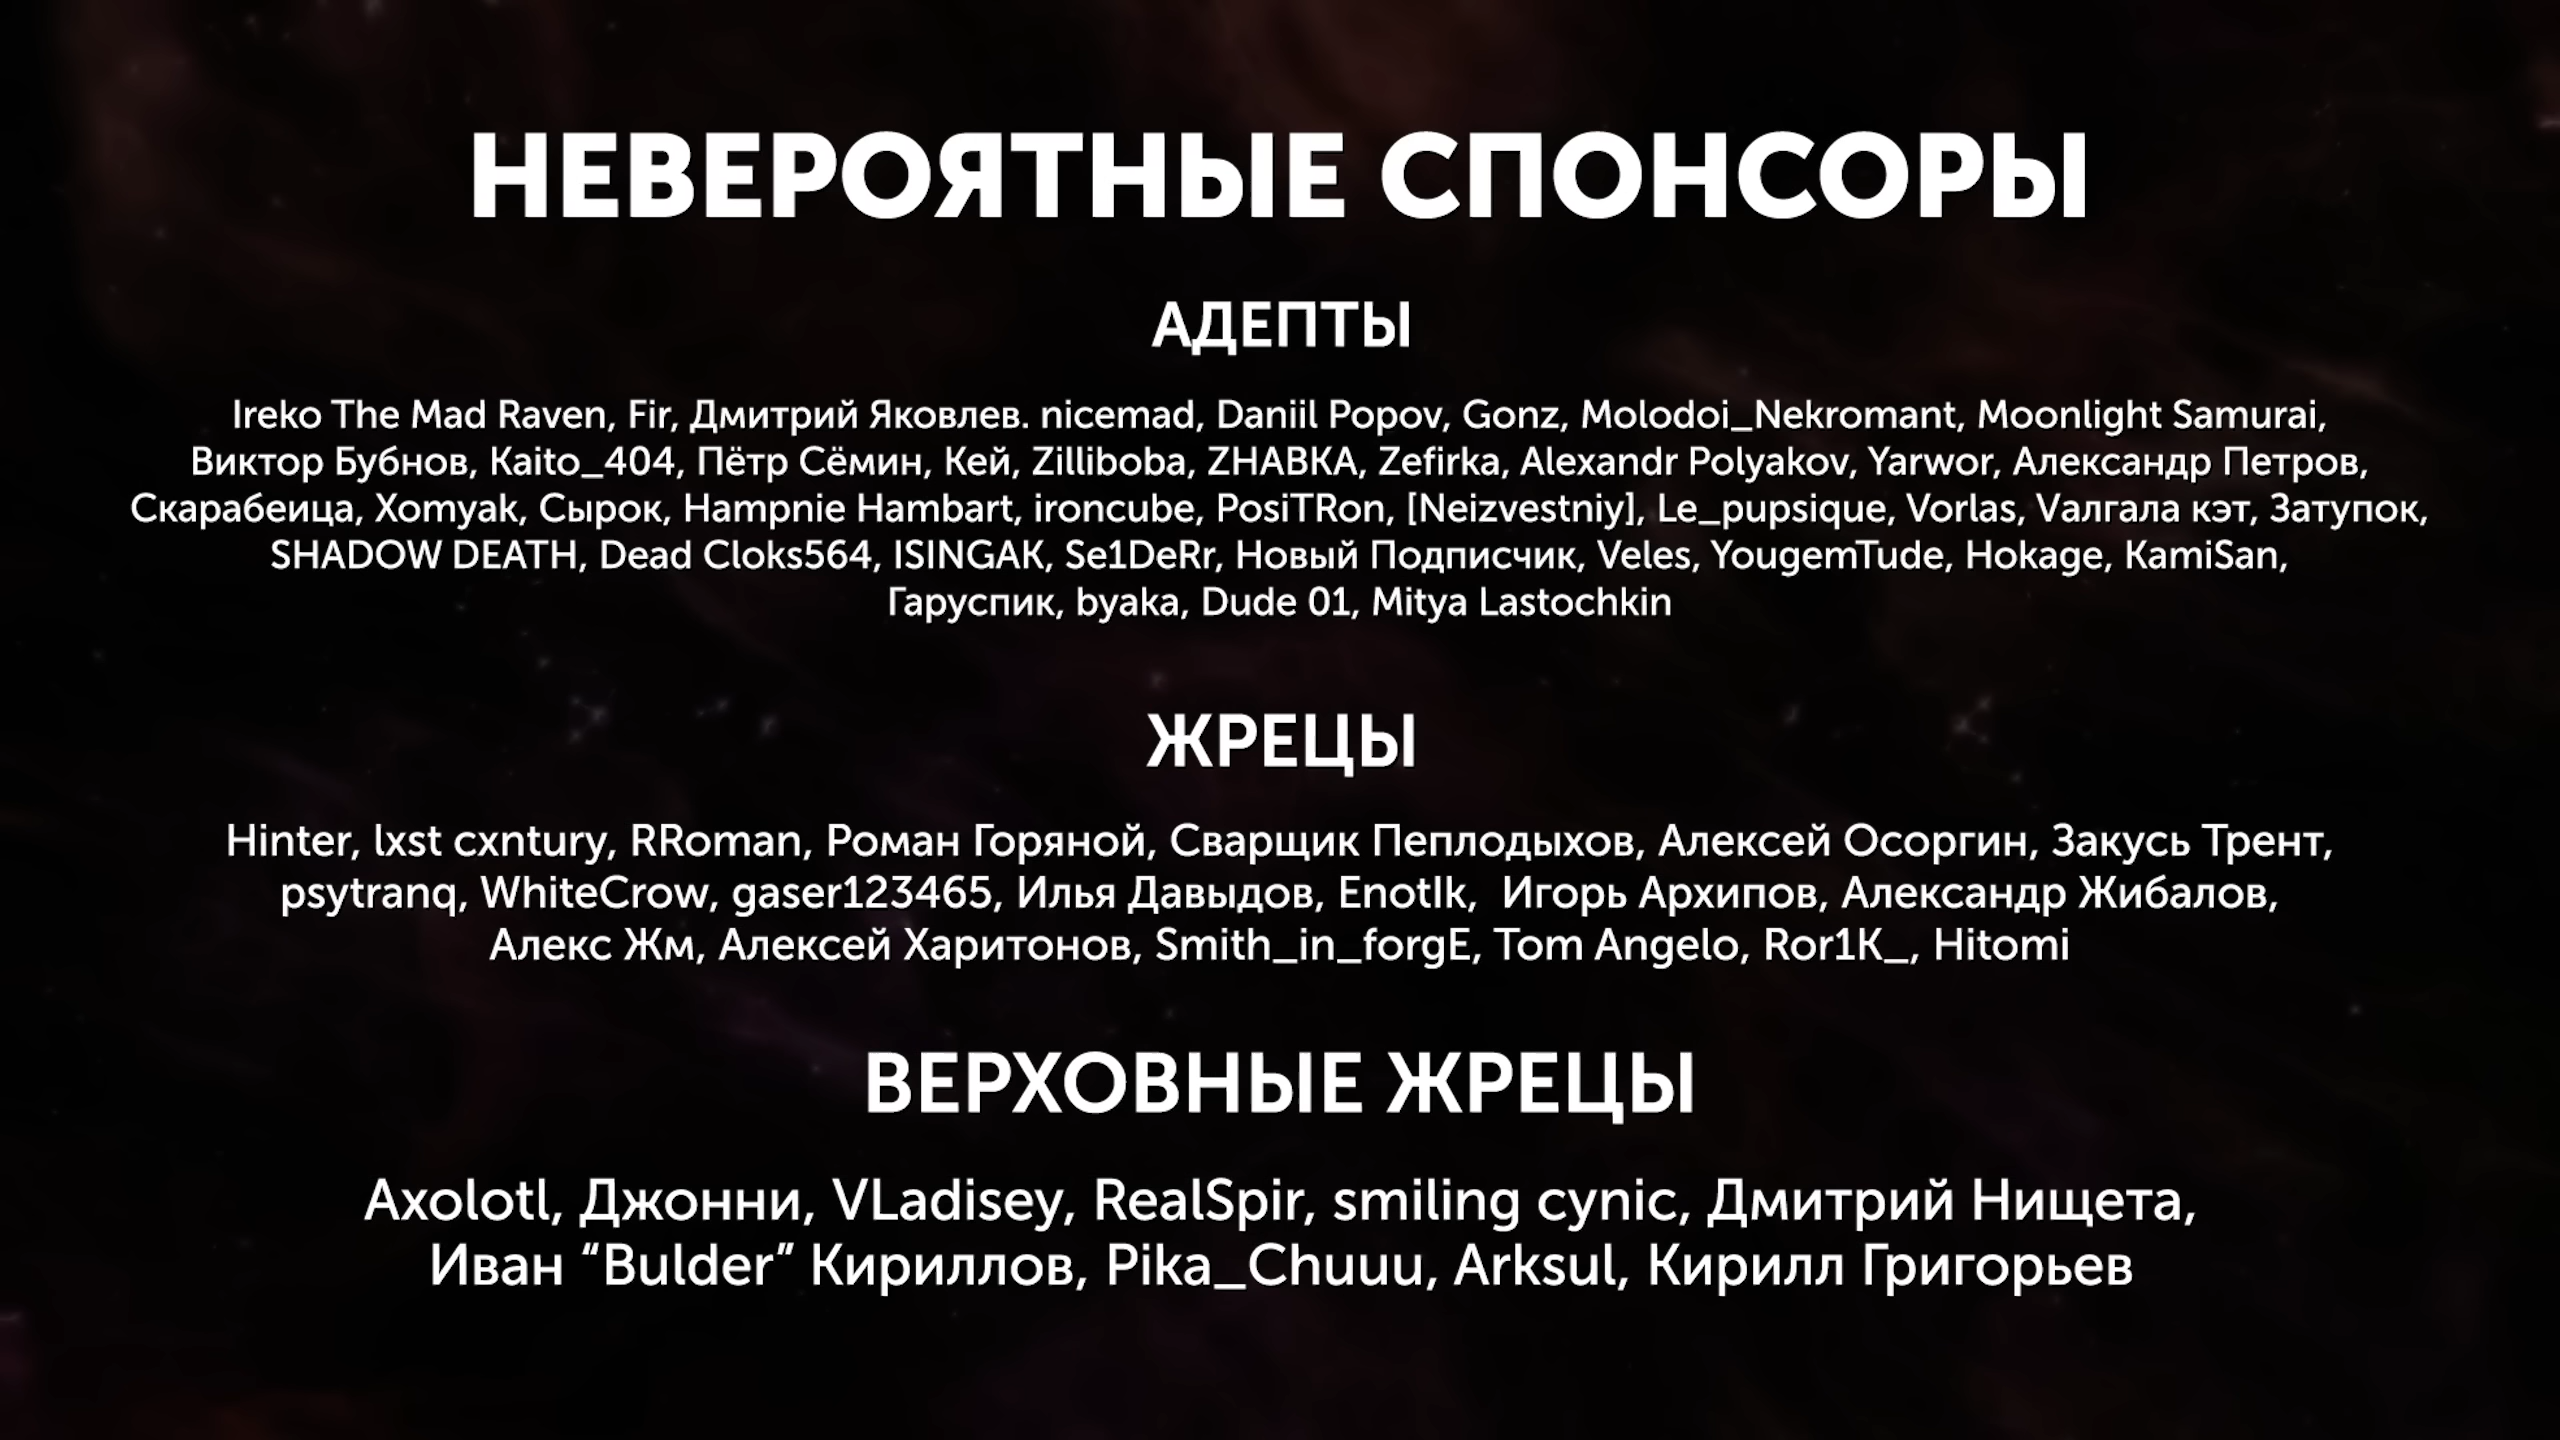 НЕВЕРОЯТНЫЕ СПОНСОРЫ
АДЕПТЫ
Ireko The Mad Raven, Fir, Дмитрий Яковлев. nicemad, Daniil Popov, Gonz, Molodoi_Nekromant, Moonlight Samurai,
Виктор Бубнов, Kaito_404, Пётр Сёмин, Кей, Zilliboba, ZHABKA, Zefirka, Alexandr Polyakov, Yarwor, Александр Петров,
Скарабеица, Xomyak, Сырок, Hampnie Hambart, ironcube, PosiTRon, [Neizvestniy], Le_pupsique, Vorlas, Vалгала кэт, Затупок,
SHADOW DEATH, Dead Cloks564, ISINGAK, Se1DeRr, Новый Подписчик, Veles, YougemTude, Hokage, KamiSan,
Гаруспик, byaka, Dude 01, Mitya Lastochkin
ЖРЕЦЫ
Hinter, lxst cxntury, RRoman, Роман Горяной, Сварщик Пеплодыхов, Алексей Осоргин, Закусь Трент,
psytranq, WhiteCrow, gaser123465, Илья Давыдов, EnotIk,  Игорь Архипов, Александр Жибалов,
Алекс Жм, Алексей Харитонов, Smith_in_forgE, Tom Angelo, Ror1K_, Hitomi
ВЕРХОВНЫЕ ЖРЕЦЫ
Axolotl, Джонни, VLadisey, RealSpir, smiling cynic, Дмитрий Нищета,
Иван “Bulder” Кириллов, Pika_Chuuu, Arksul, Кирилл Григорьев